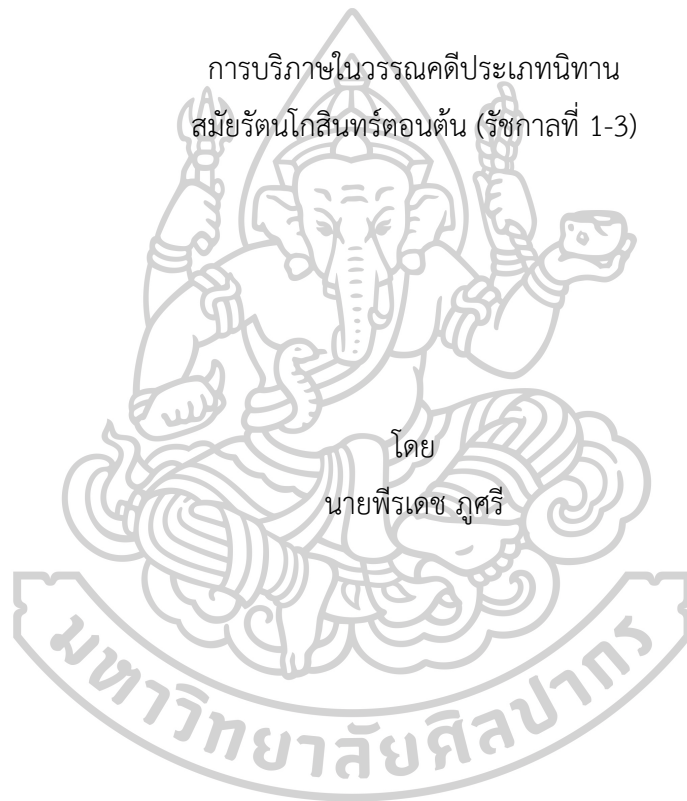 การบริภาษในวรรณคดีประเภทนิทาน
สมัยรัตนโกสินทร์ตอนต้น (รัชกาลที่ 1-3)
โดย
นายพีรเดช ภูศรี
มหาวิทยาลัยศิลปากร